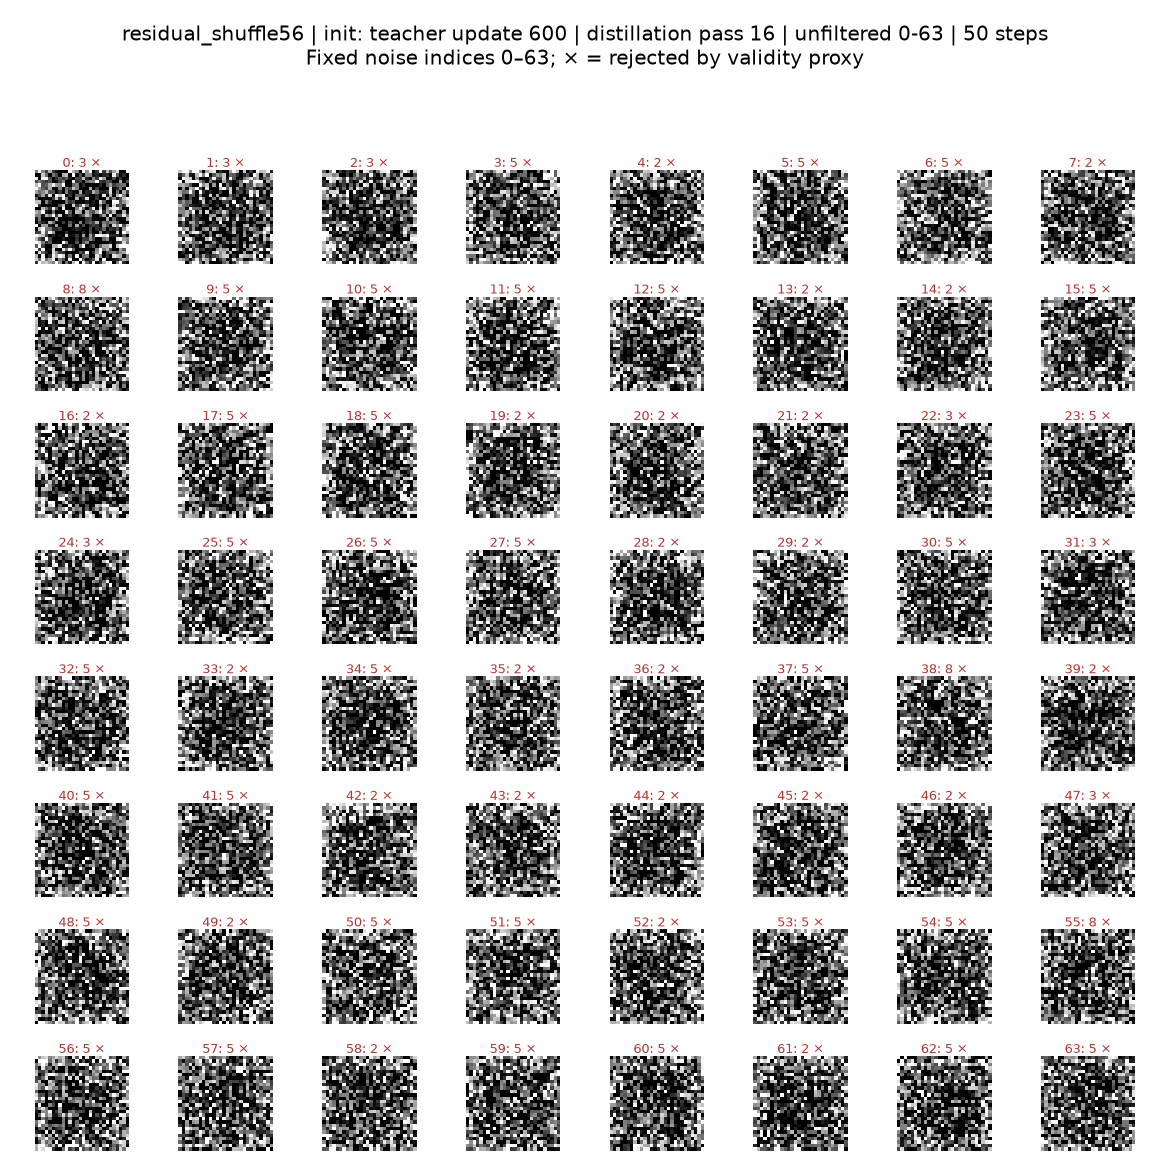 residual_shuffle56 | init: teacher update 600 | distillation pass 16 | unfiltered 0-63 | 50 steps
Fixed noise indices 0–63; × = rejected by validity proxy
0: 3 × 1: 3 × 2: 3 × 3: 5 × 4: 2 × 5: 5 × 6: 5 × 7: 2 ×
8: 8 × 9: 5 × 10: 5 × 11: 5 × 12: 5 × 13: 2 × 14: 2 × 15: 5 ×
16: 2 × 17: 5 × 18: 5 × 19: 2 × 20: 2 × 21: 2 × 22: 3 × 23: 5 ×
24: 3 × 25: 5 × 26: 5 × 27: 5 × 28: 2 × 29: 2 × 30: 5 × 31: 3 ×
32: 5 × 33: 2 × 34: 5 × 35: 2 × 36: 2 × 37: 5 × 38: 8 × 39: 2 ×
40: 5 × 41: 5 × 42: 2 × 43: 2 × 44: 2 × 45: 2 × 46: 2 × 47: 3 ×
48: 5 × 49: 2 × 50: 5 × 51: 5 × 52: 2 × 53: 5 × 54: 5 × 55: 8 ×
56: 5 × 57: 5 × 58: 2 × 59: 5 × 60: 5 × 61: 2 × 62: 5 × 63: 5 ×